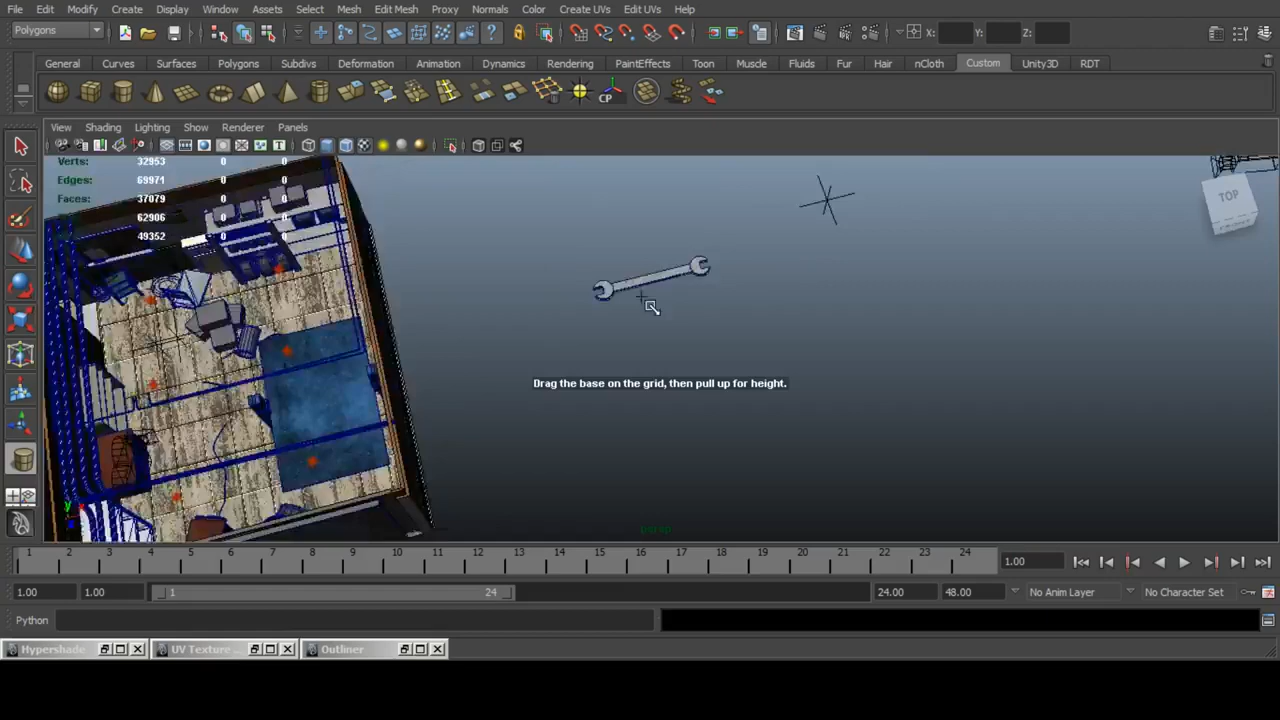 File Edit Modify Create Display Window Assets Select Mesh Edit Mesh Proxy Normals Color Create UVs Edit UVs Help
Polygons X: Y: Z:
General Curves Surfaces Polygons Subdivs Deformation Animation Dynamics Rendering PaintEffects Toon Muscle Fluids Fur Hair nCloth Custom Unity3D RDT
CP
View Shading Lighting Show Renderer Panels
Verts: 32953 0 0
Edges: 69971 0 0
Faces: 37079 0 0
62906 0 0
49352 0 0
TOP
Drag the base on the grid, then pull up for height.
y
persp
1 2 3 4 5 6 7 8 9 10 11 12 13 14 15 16 17 18 19 20 21 22 23 24 1.00
1.00 1.00 1 24 24.00 48.00 No Anim Layer No Character Set
Python
Hypershade UV Texture ... Outliner